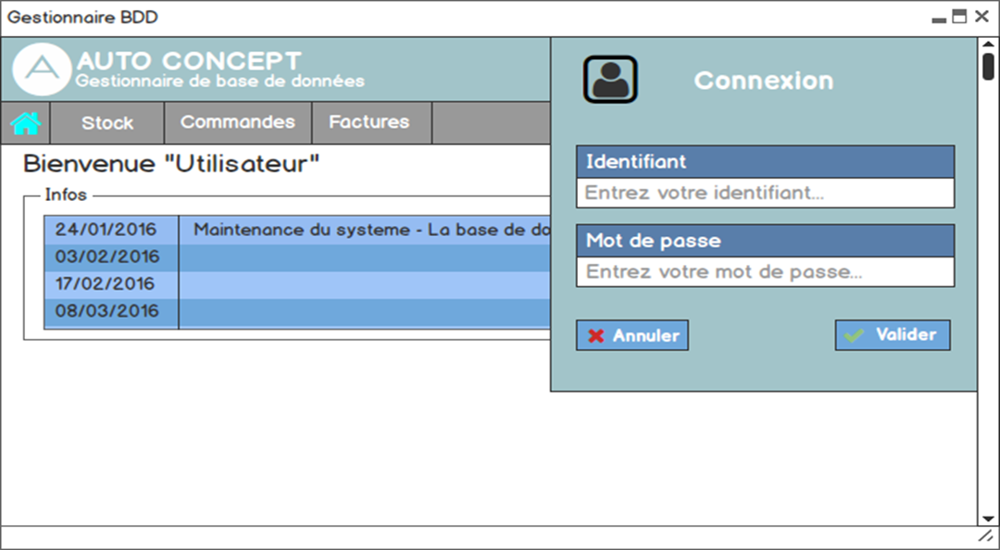 Gestionnaire BDD
AUTO CONCEPT
Gestionnaire de base de données
Connexion
Stock
Commandes
Factures
Bienvenue "Utilisateur"
Infos
24/01/2016 Maintenance du systeme - La base de do
03/02/2016
17/02/2016
08/03/2016
Identifiant
Entrez votre identifiant...
Mot de passe
Entrez votre mot de passe...
Annuler
Valider